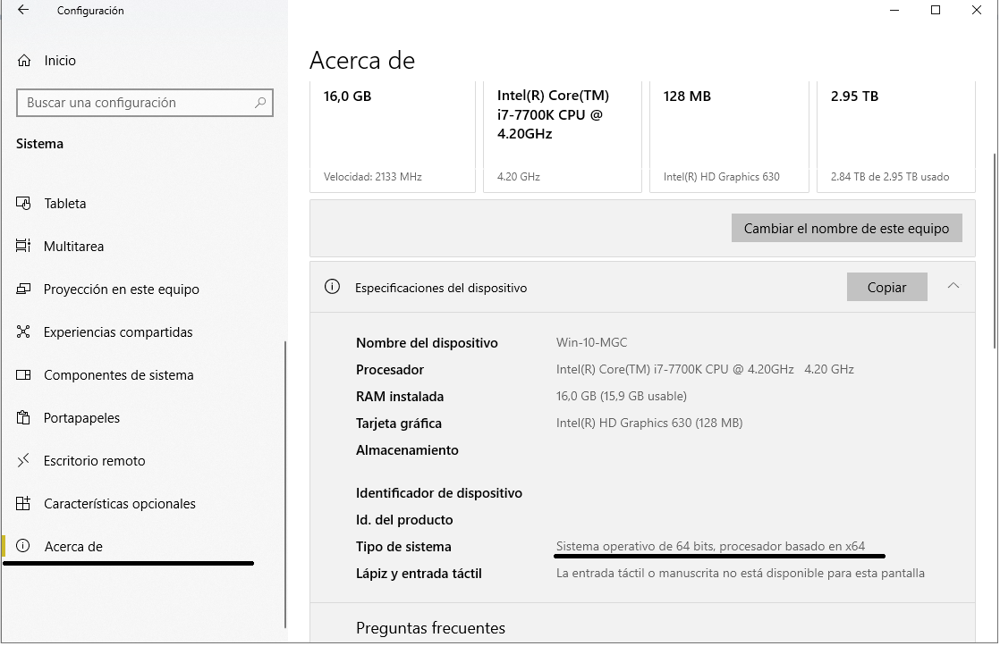 Configuración
Inicio
Buscar una configuración
Sistema
Tableta
Multitarea
Proyección en este equipo
Experiencias compartidas
Componentes de sistema
Portapapeles
Escritorio remoto
Características opcionales
Acerca de
Acerca de
16,0 GB
Velocidad: 2133 MHz
Intel(R) Core(TM)
i7-7700K CPU @
4.20GHz
4.20 GHz
128 MB
Intel(R) HD Graphics 630
2.95 TB
2.84 TB de 2.95 TB usado
Cambiar el nombre de este equipo
Especificaciones del dispositivo
Copiar
Nombre del dispositivo Win-10-MGC
Procesador Intel(R) Core(TM) i7-7700K CPU @ 4.20GHz 4.20 GHz
RAM instalada 16,0 GB (15,9 GB usable)
Tarjeta gráfica Intel(R) HD Graphics 630 (128 MB)
Almacenamiento
Identificador de dispositivo
Id. del producto
Tipo de sistema Sistema operativo de 64 bits, procesador basado en x64
Lápiz y entrada táctil La entrada táctil o manuscrita no está disponible para esta pantalla
Preguntas frecuentes